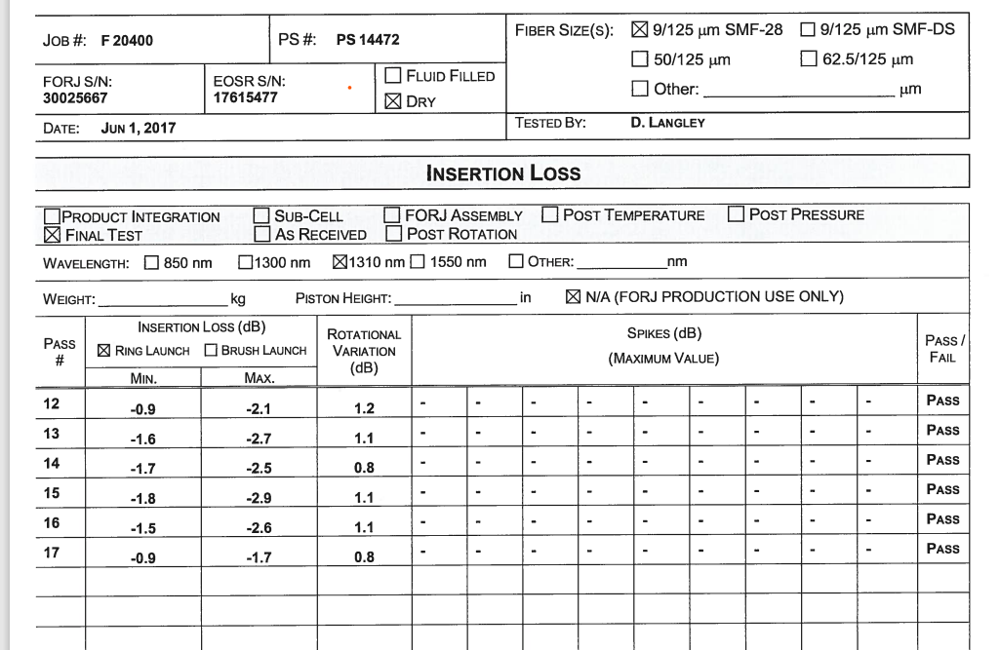 JOB #: F 20400 PS #: PS 14472 FIBER SIZE(S): ☒ 9/125 µm SMF-28 ☐ 9/125 µm SMF-DS
☐ 50/125 µm ☐ 62.5/125 µm
FORJ S/N: EOSR S/N: ☐ FLUID FILLED
30025667 17615477 ☒ DRY ☐ Other: ____________ µm
DATE: JUN 1, 2017 TESTED BY: D. LANGLEY
INSERTION LOSS
☐ PRODUCT INTEGRATION ☐ SUB-CELL ☐ FORJ ASSEMBLY ☐ POST TEMPERATURE ☐ POST PRESSURE
☒ FINAL TEST ☐ AS RECEIVED ☐ POST ROTATION
WAVELENGTH: ☐ 850 nm ☐ 1300 nm ☒ 1310 nm ☐ 1550 nm ☐ OTHER: ____________ nm
WEIGHT: ____________ kg PISTON HEIGHT: ____________ in ☒ N/A (FORJ PRODUCTION USE ONLY)
PASS # INSERTION LOSS (dB) ROTATIONAL VARIATION (dB) SPIKES (dB) (MAXIMUM VALUE) PASS / FAIL
☒ RING LAUNCH ☐ BRUSH LAUNCH
MIN. MAX.
12 -0.9 -2.1 1.2 - - - - - - - - - PASS
13 -1.6 -2.7 1.1 - - - - - - - - - PASS
14 -1.7 -2.5 0.8 - - - - - - - - - PASS
15 -1.8 -2.9 1.1 - - - - - - - - - PASS
16 -1.5 -2.6 1.1 - - - - - - - - - PASS
17 -0.9 -1.7 0.8 - - - - - - - - - PASS